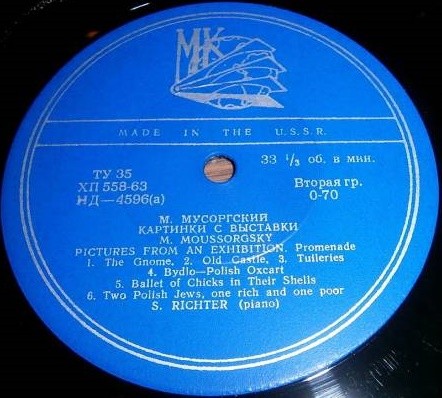 МК
MADE IN THE U.S.S.R.
ТУ 35
ХП 558-63
НД—4596(а)
33 1/3 об. в мин.
Вторая гр.
0-70
М. МУСОРГСКИЙ
КАРТИНКИ С ВЫСТАВКИ
M. MOUSSORGSKY
PICTURES FROM AN EXHIBITION. Promenade
1. The Gnome, 2. Old Castle, 3. Tuileries
4. Bydlo—Polish Oxcart
5. Ballet of Chicks in Their Shells
6. Two Polish Jews, one rich and one poor
S. RICHTER (piano)